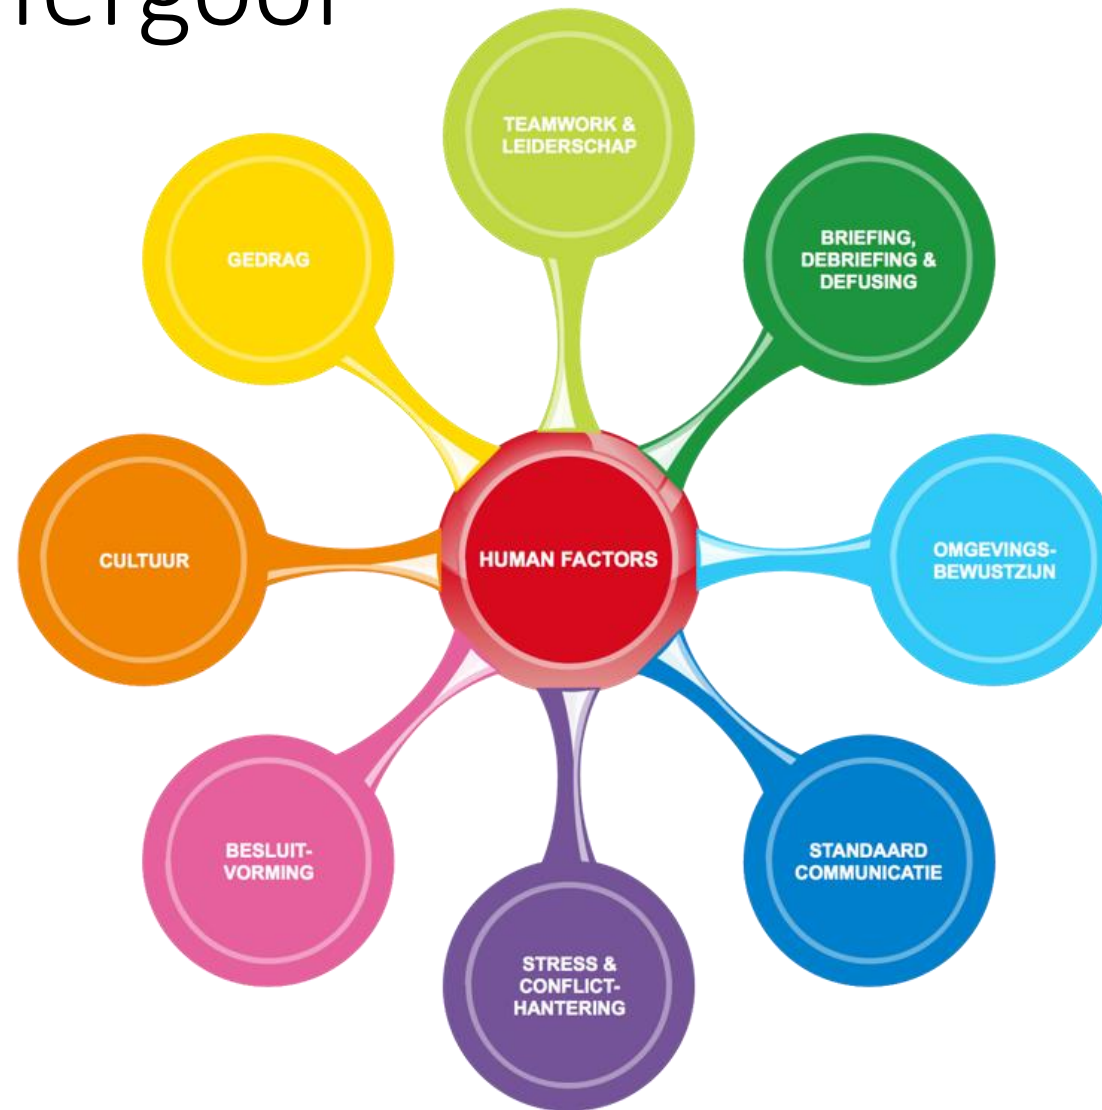 TEAMWORK &
LEIDERSCHAP
BRIEFING,
DEBRIEFING &
DEFUSING
GEDRAG
HUMAN FACTORS
CULTUUR
OMGEVINGS-
BEWUSTZIJN
BESLUIT-
VORMING
STANDAARD
COMMUNICATIE
STRESS &
CONFLICT-
HANTERING